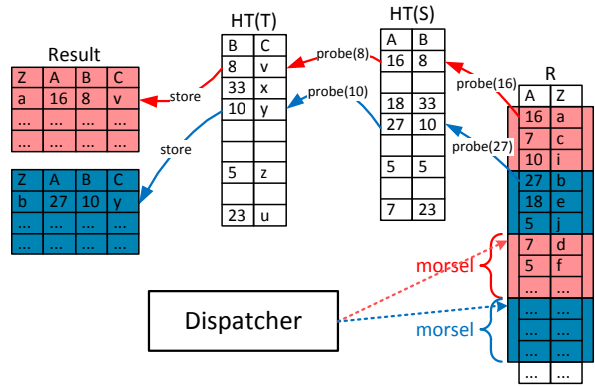 Result
Z A B C
a 16 8 v
... ... ... ...
... ... ... ...
Z A B C
b 27 10 y
... ... ... ...
... ... ... ...
store
store
HT(T)
B C
8 v
33 x
10 y
5 z
23 u
probe(8)
probe(10)
HT(S)
A B
16 8
18 33
27 10
5 5
7 23
probe(16)
probe(27)
R
A Z
16 a
7 c
10 i
27 b
18 e
5 j
7 d
5 f
... ...
... ...
... ...
... ...
... ...
morsel
morsel
Dispatcher